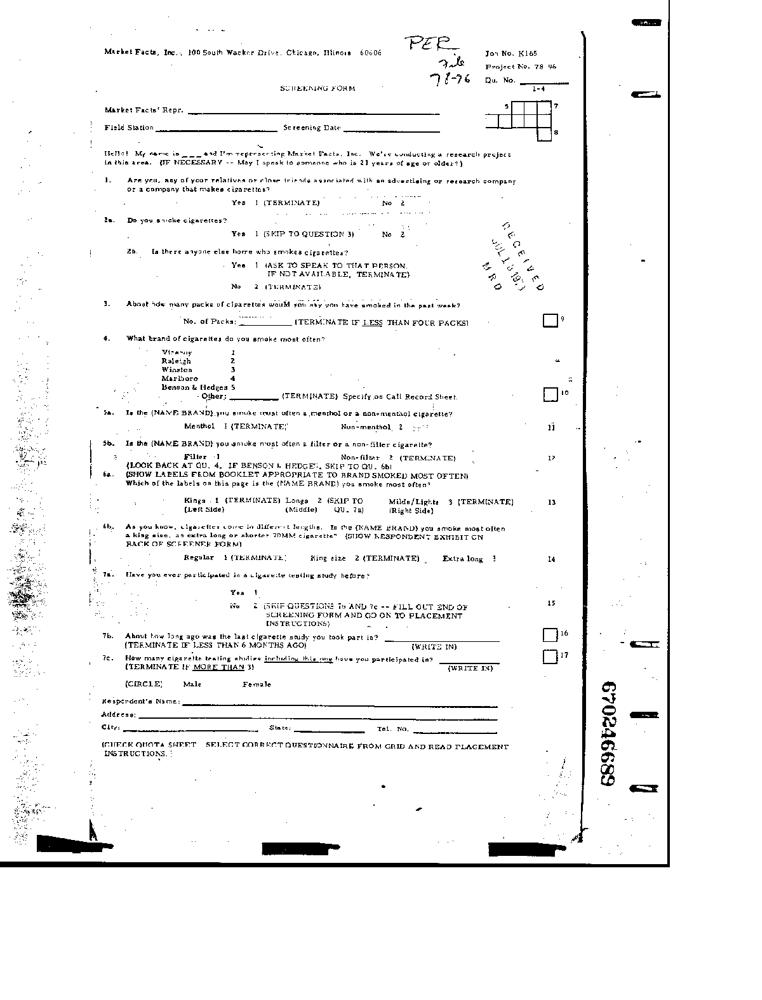 PER
File
78-96
Market Facts, Inc., 100 South Wacker Drive, Chicago, Illinois 60606
Job No. K165
Project No. 78-96
Qu. No. ______
1-4
SCREENING FORM
5 7
8
Market Facts' Repr. ______
Field Station ______ Screening Date ______
Hello! My name is ___ and I'm representing Market Facts, Inc. We're conducting a research project
in this area. (IF NECESSARY -- May I speak to someone who is 21 years of age or older?)
1. Are you, any of your relatives or close friends associated with an advertising or research company
or a company that makes cigarettes?
Yes 1 (TERMINATE) No 2
2a. Do you smoke cigarettes?
Yes 1 (SKIP TO QUESTION 3) No 2
RECEIVED
JUL 13
MRD
2b. Is there anyone else home who smokes cigarettes?
Yes 1 (ASK TO SPEAK TO THAT PERSON,
IF NOT AVAILABLE, TERMINATE)
No 2 (TERMINATE)
3. About how many packs of cigarettes would you say you have smoked in the past week?
No. of Packs: ______ (TERMINATE IF LESS THAN FOUR PACKS) 9
4. What brand of cigarettes do you smoke most often?
Viceroy 1
Raleigh 2
Winston 3
Marlboro 4
Benson & Hedges 5
Other: ______ (TERMINATE) Specify on Call Record Sheet. 10
5a. Is the (NAME BRAND) you smoke most often a menthol or a non-menthol cigarette?
Menthol 1 (TERMINATE) Non-menthol 2 11
5b. Is the (NAME BRAND) you smoke most often a filter or a non-filter cigarette?
Filter 1 Non-filter 2 (TERMINATE) 12
(LOOK BACK AT QU. 4, IF BENSON & HEDGES, SKIP TO QU. 6b)
6a. (SHOW LABELS FROM BOOKLET APPROPRIATE TO BRAND SMOKED MOST OFTEN)
Which of the labels on this page is the (NAME BRAND) you smoke most often?
Kings 1 (TERMINATE) Longs 2 (SKIP TO Milds/Lights 3 (TERMINATE) 13
(Left Side) (Middle) QU. 7a) (Right Side)
6b. As you know, cigarettes come in different lengths. Is the (NAME BRAND) you smoke most often
a king size, an extra long or shorter 70MM cigarette? (SHOW RESPONDENT EXHIBIT ON
BACK OF SCREENER FORM)
Regular 1 (TERMINATE) King size 2 (TERMINATE) Extra long 3 14
7a. Have you ever participated in a cigarette testing study before?
Yes 1
No 2 (SKIP QUESTIONS 7b AND 7c -- FILL OUT END OF 15
SCREENING FORM AND GO ON TO PLACEMENT
INSTRUCTIONS)
7b. About how long ago was the last cigarette study you took part in? ______ 16
(TERMINATE IF LESS THAN 6 MONTHS AGO) (WRITE IN)
7c. How many cigarette testing studies including this one have you participated in? ______ 17
(TERMINATE IF MORE THAN 3) (WRITE IN)
(CIRCLE) Male Female
Respondent's Name: ______
Address: ______
City: ______ State: ______ Tel. No. ______
(CHECK QUOTA SHEET SELECT CORRECT QUESTIONNAIRE FROM GRID AND READ PLACEMENT
INSTRUCTIONS.)
670246689